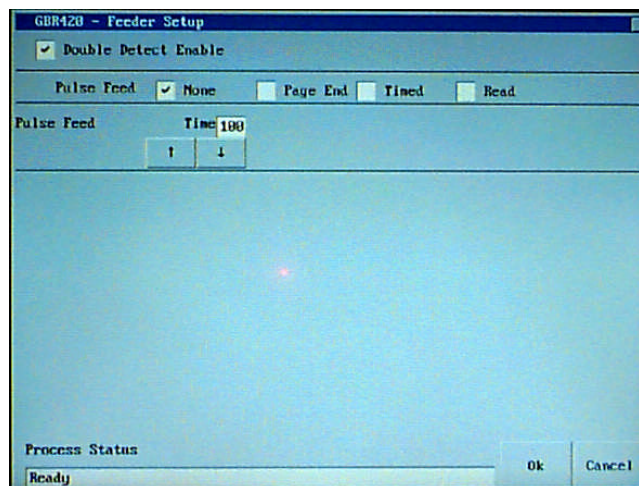 GBR420 - Feeder Setup
Double Detect Enable
Pulse Feed None Page End Timed Read
Pulse Feed Time 100
↑ ↓
Process Status
Ready
Ok Cancel